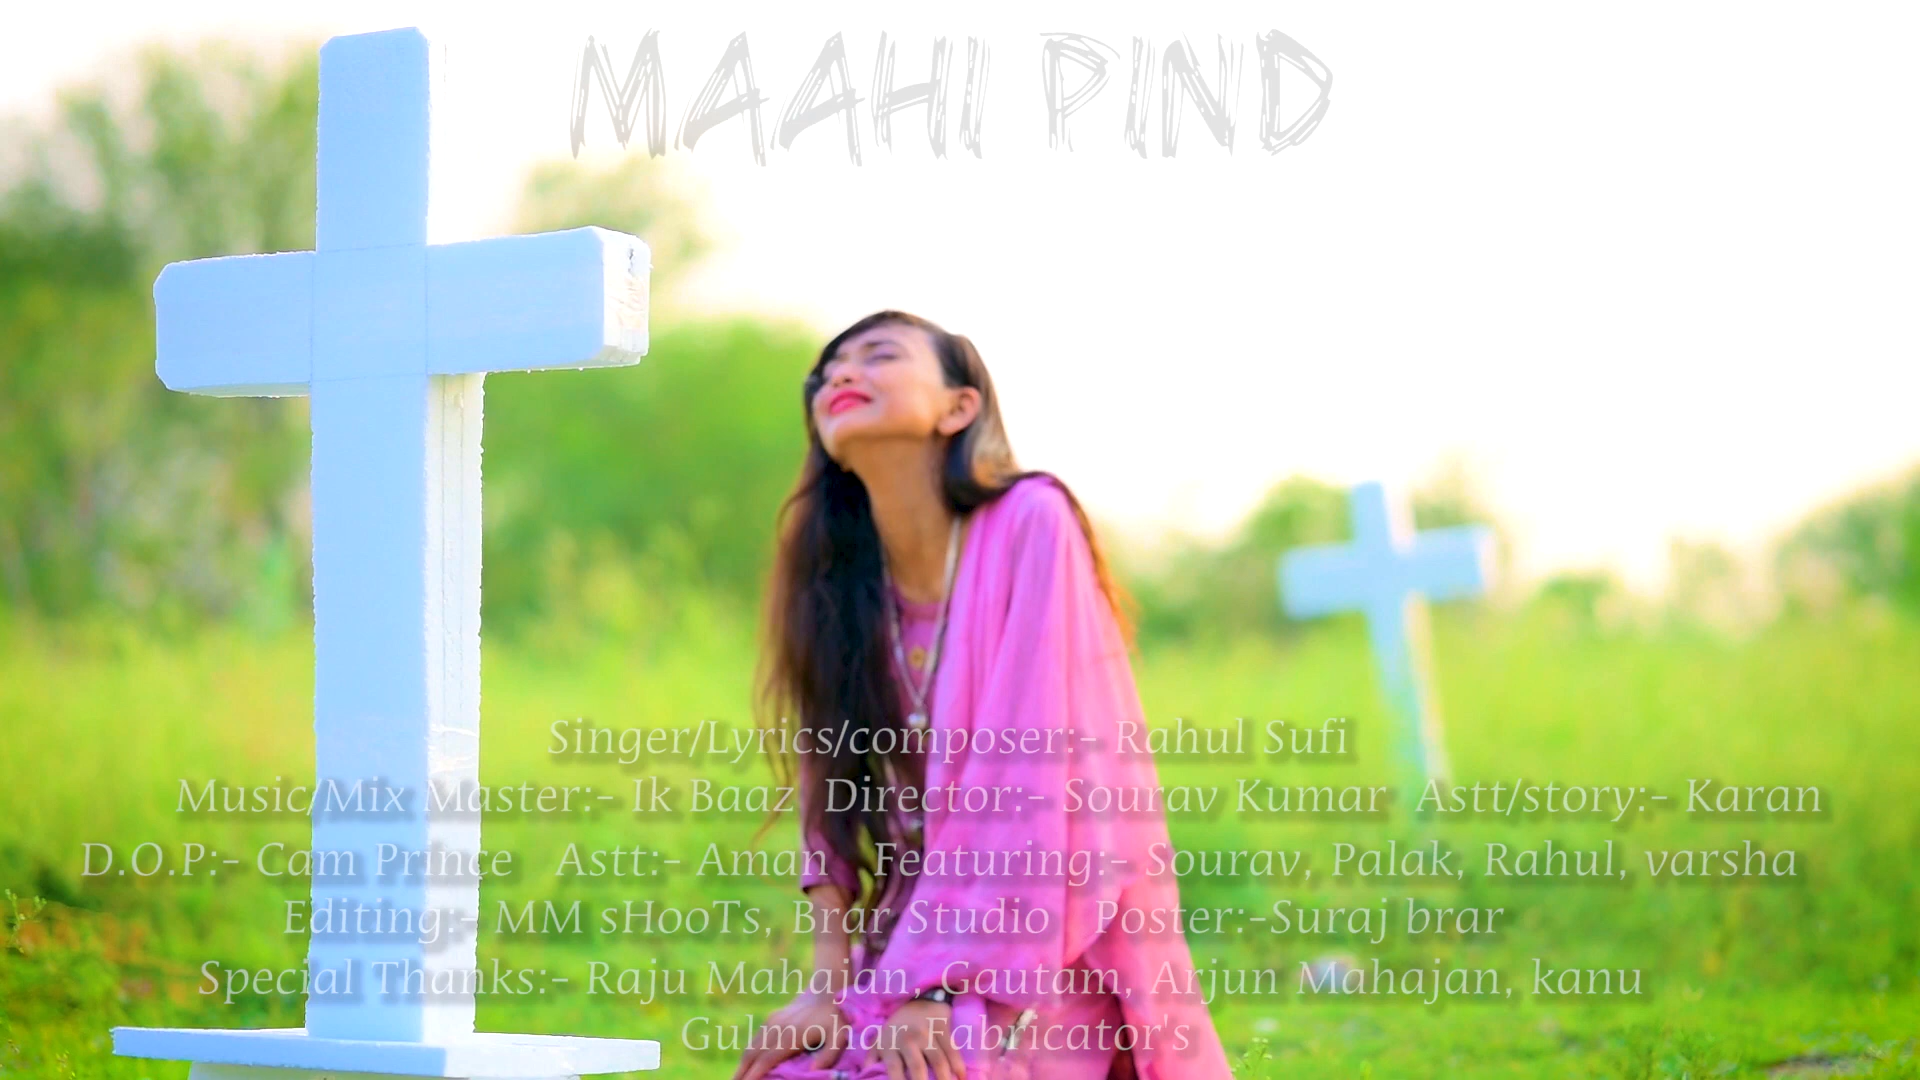 MAAHI PIND
Singer/Lyrics/composer:- Rahul Sufi
Music/Mix Master:- Ik Baaz Director:- Sourav Kumar Astt/story:- Karan
D.O.P:- Cam Prince Astt:- Aman Featuring:- Sourav, Palak, Rahul, varsha
Editing:- MM sHooTs, Brar Studio Poster:-Suraj brar
Special Thanks:- Raju Mahajan, Gautam, Arjun Mahajan, kanu
Gulmohar Fabricator's